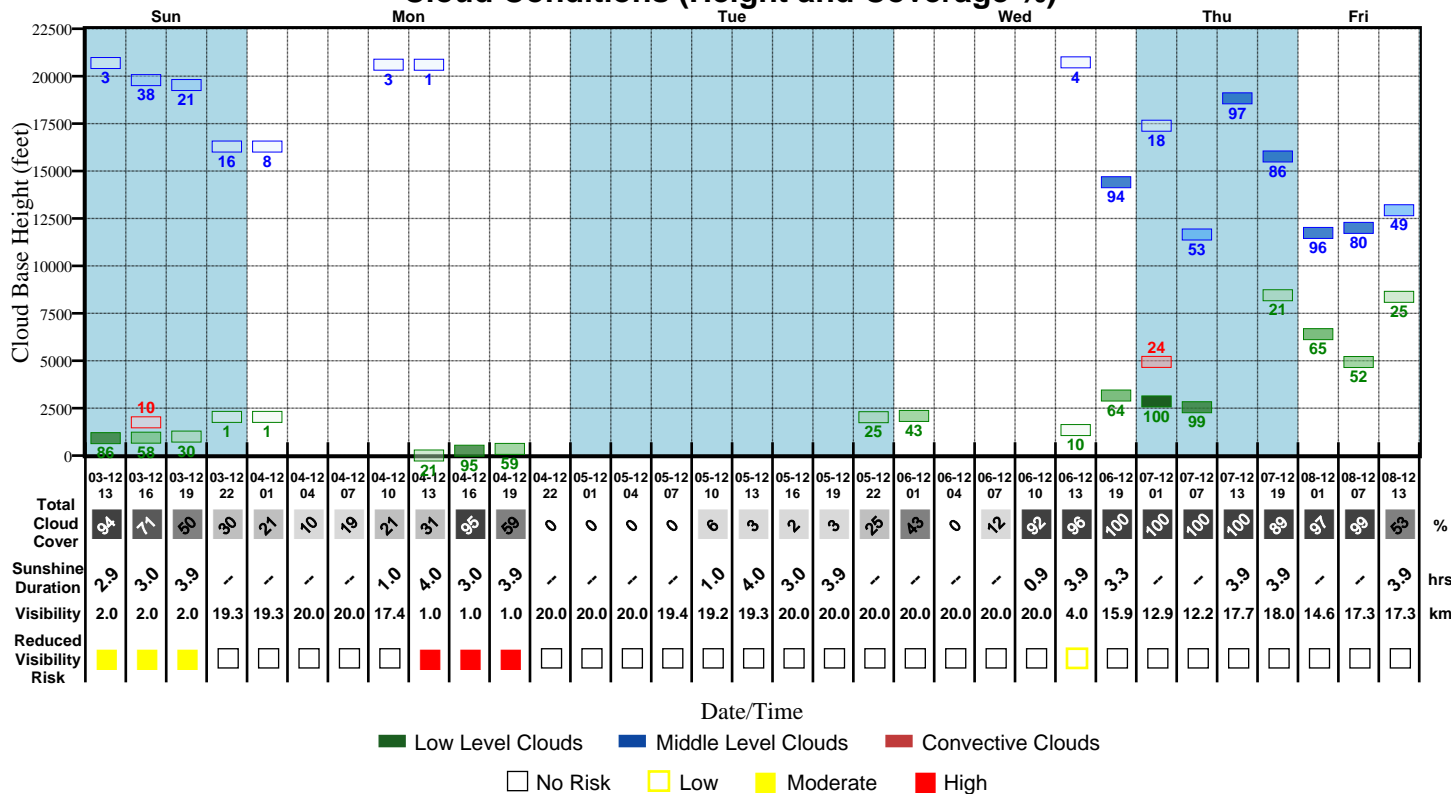 Cloud Conditions (Height and Coverage %)
Sun Mon Tue Wed Thu Fri
Cloud Base Height (feet)
22500
20000
17500
15000
12500
10000
7500
5000
2500
0
3 38 21 16 8 3 1 4 94 18 53 97 86 96 80 49
10 24
86 58 30 1 1 21 95 59 25 43 10 64 100 99 21 65 52 25
03-12 03-12 03-12 03-12 04-12 04-12 04-12 04-12 04-12 04-12 04-12 04-12 05-12 05-12 05-12 05-12 05-12 05-12 05-12 05-12 06-12 06-12 06-12 06-12 06-12 06-12 07-12 07-12 07-12 07-12 08-12 08-12 08-12
13 16 19 22 01 04 07 10 13 16 19 22 01 04 07 10 13 16 19 22 01 04 07 10 13 19 01 07 13 19 01 07 13
Total
Cloud
Cover
94 71 50 30 21 10 19 21 31 95 59 0 0 0 0 6 3 2 3 25 43 0 12 92 96 100 100 100 100 89 97 99 53 %
Sunshine
Duration
2.9 3.0 3.9 -- -- -- -- 1.0 4.0 3.0 3.9 -- -- -- -- 1.0 4.0 3.0 3.9 -- -- -- -- 0.9 3.9 3.3 -- -- 3.9 3.9 -- -- 3.9 hrs
Visibility 2.0 2.0 2.0 19.3 19.3 20.0 20.0 17.4 1.0 1.0 1.0 20.0 20.0 20.0 19.4 19.2 19.3 20.0 20.0 20.0 20.0 20.0 20.0 20.0 4.0 15.9 12.9 12.2 17.7 18.0 14.6 17.3 17.3 km
Reduced
Visibility
Risk
Date/Time
Low Level Clouds Middle Level Clouds Convective Clouds
No Risk Low Moderate High